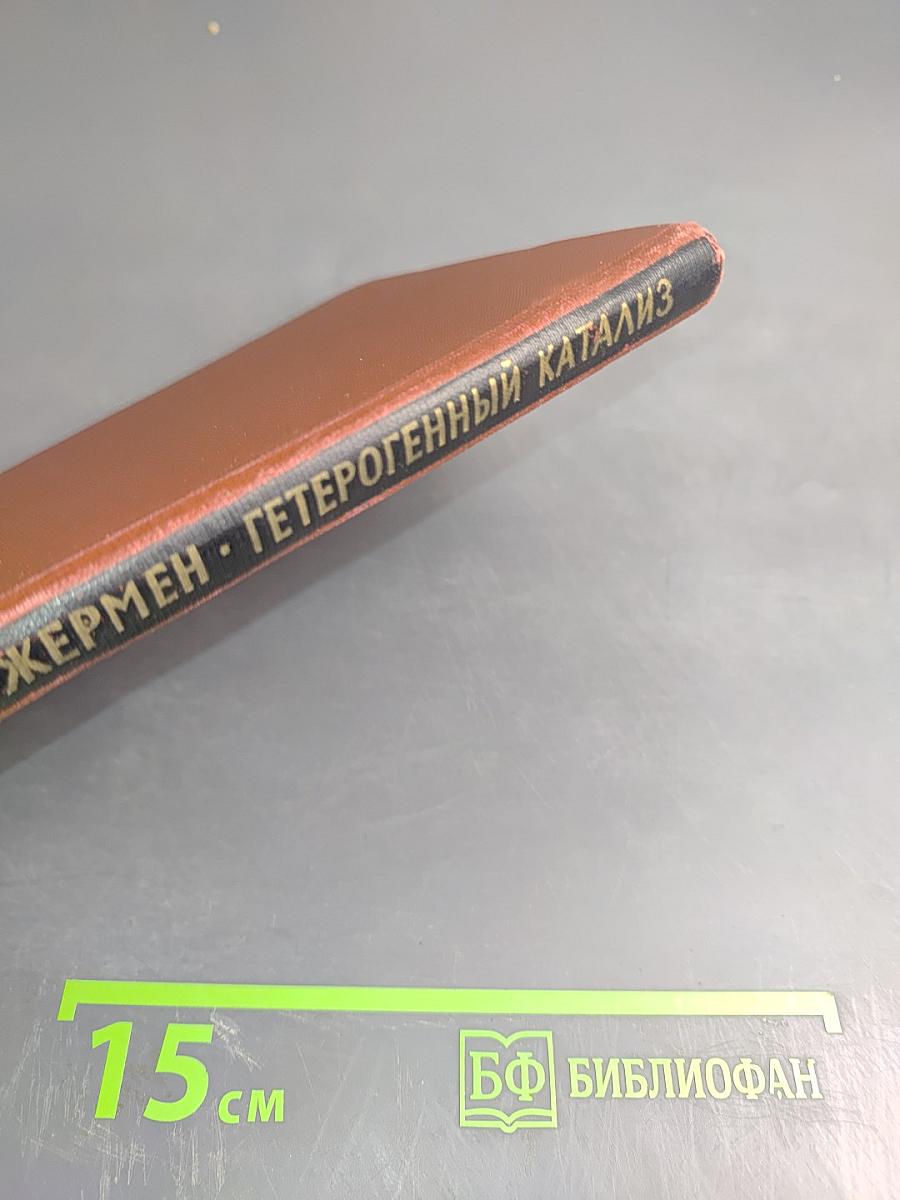 ЖЕРМЕН · ГЕТЕРОГЕННЫЙ КАТАЛИЗ
15 см
БФ БИБЛИОФАН